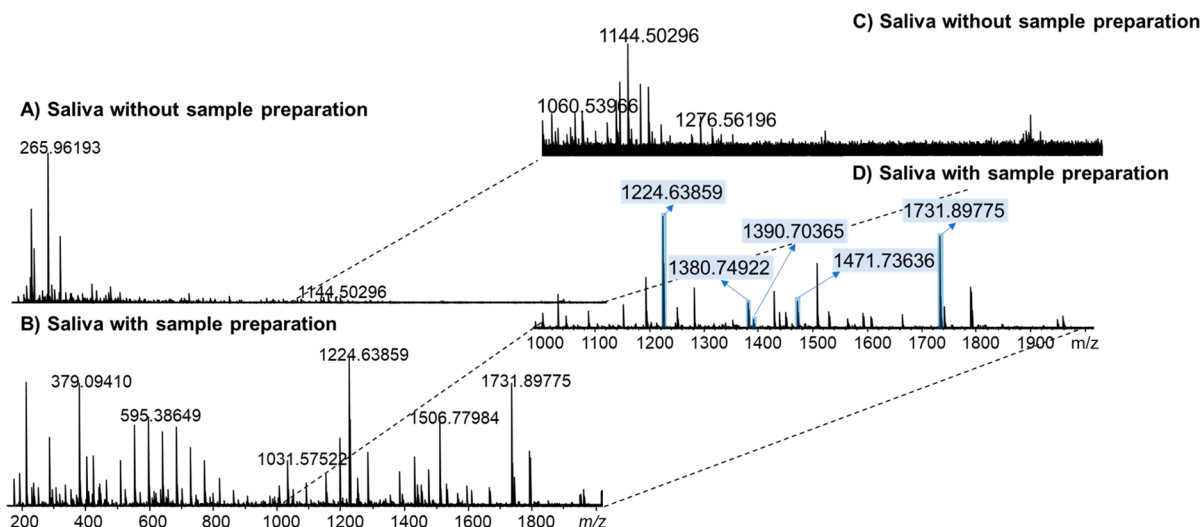 C) Saliva without sample preparation
1144.50296
1060.53966
1276.56196
A) Saliva without sample preparation
265.96193
1144.50296
D) Saliva with sample preparation
1224.63859
1731.89775
1390.70365
1380.74922
1471.73636
1000 1100 1200 1300 1400 1500 1600 1700 1800 1900 m/z
B) Saliva with sample preparation
1224.63859
379.09410
1731.89775
595.38649
1506.77984
1031.57522
200 400 600 800 1000 1200 1400 1600 1800 m/z